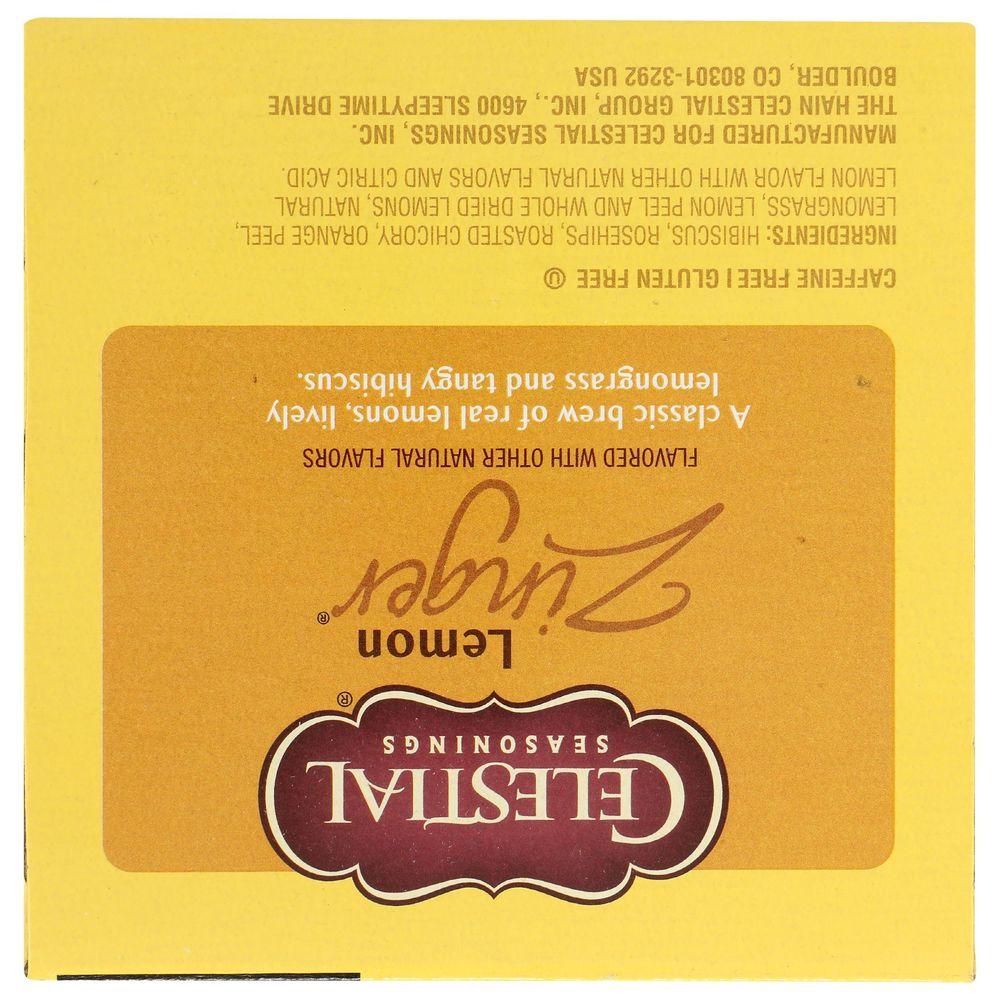 CELESTIAL
SEASONINGS
®
Lemon
Zinger®
FLAVORED WITH OTHER NATURAL FLAVORS
A classic brew of real lemons, lively
lemongrass and tangy hibiscus.
CAFFEINE FREE | GLUTEN FREE Ⓤ
INGREDIENTS: HIBISCUS, ROSEHIPS, ROASTED CHICORY, ORANGE PEEL,
LEMONGRASS, LEMON PEEL AND WHOLE DRIED LEMONS, NATURAL
LEMON FLAVOR WITH OTHER NATURAL FLAVORS AND CITRIC ACID.
MANUFACTURED FOR CELESTIAL SEASONINGS, INC.
THE HAIN CELESTIAL GROUP, INC., 4600 SLEEPYTIME DRIVE
BOULDER, CO 80301-3292 USA